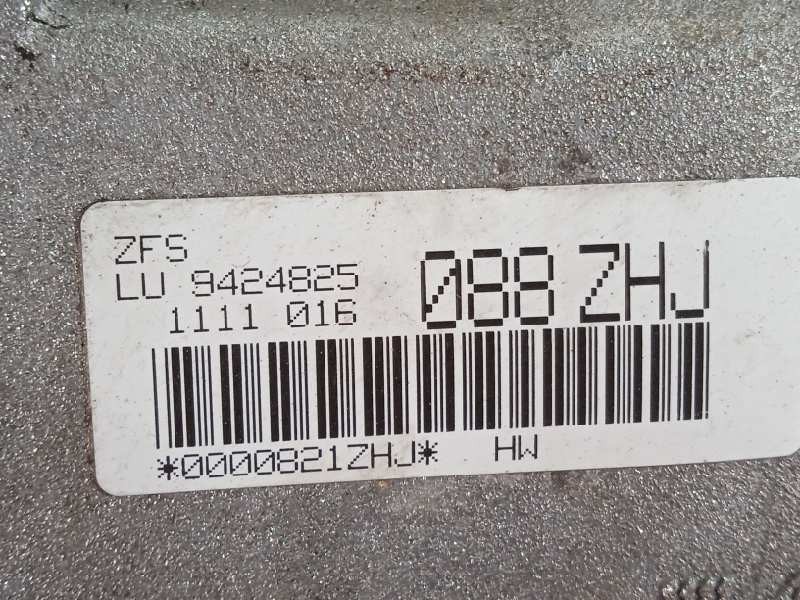 ZFS
LU 9424825
1111 016
088 ZHJ
*0000821ZHJ* HW